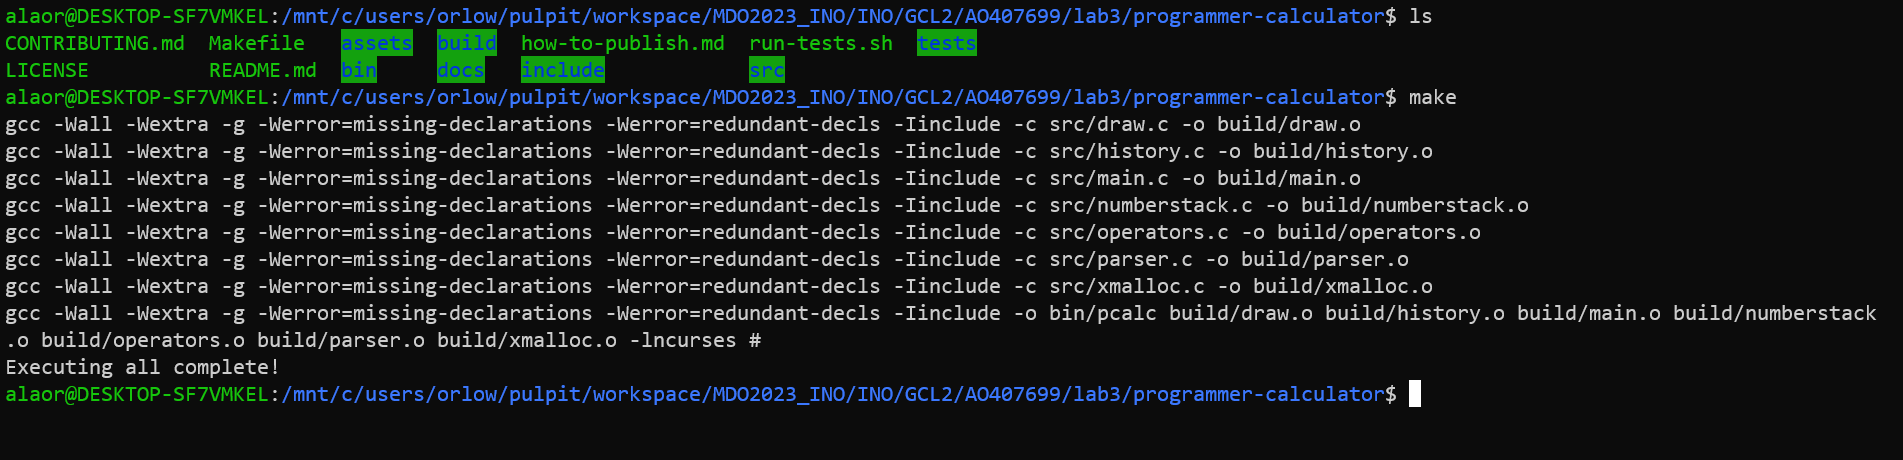 alaor@DESKTOP-SF7VMKEL:/mnt/c/users/orlow/pulpit/workspace/MDO2023_INO/INO/GCL2/AO407699/lab3/programmer-calculator$ ls
CONTRIBUTING.md  Makefile   assets  build  how-to-publish.md  run-tests.sh  tests
LICENSE          README.md  bin     docs   include            src
alaor@DESKTOP-SF7VMKEL:/mnt/c/users/orlow/pulpit/workspace/MDO2023_INO/INO/GCL2/AO407699/lab3/programmer-calculator$ make
gcc -Wall -Wextra -g -Werror=missing-declarations -Werror=redundant-decls -Iinclude -c src/draw.c -o build/draw.o
gcc -Wall -Wextra -g -Werror=missing-declarations -Werror=redundant-decls -Iinclude -c src/history.c -o build/history.o
gcc -Wall -Wextra -g -Werror=missing-declarations -Werror=redundant-decls -Iinclude -c src/main.c -o build/main.o
gcc -Wall -Wextra -g -Werror=missing-declarations -Werror=redundant-decls -Iinclude -c src/numberstack.c -o build/numberstack.o
gcc -Wall -Wextra -g -Werror=missing-declarations -Werror=redundant-decls -Iinclude -c src/operators.c -o build/operators.o
gcc -Wall -Wextra -g -Werror=missing-declarations -Werror=redundant-decls -Iinclude -c src/parser.c -o build/parser.o
gcc -Wall -Wextra -g -Werror=missing-declarations -Werror=redundant-decls -Iinclude -c src/xmalloc.c -o build/xmalloc.o
gcc -Wall -Wextra -g -Werror=missing-declarations -Werror=redundant-decls -Iinclude -o bin/pcalc build/draw.o build/history.o build/main.o build/numberstack
.o build/operators.o build/parser.o build/xmalloc.o -lncurses #
Executing all complete!
alaor@DESKTOP-SF7VMKEL:/mnt/c/users/orlow/pulpit/workspace/MDO2023_INO/INO/GCL2/AO407699/lab3/programmer-calculator$